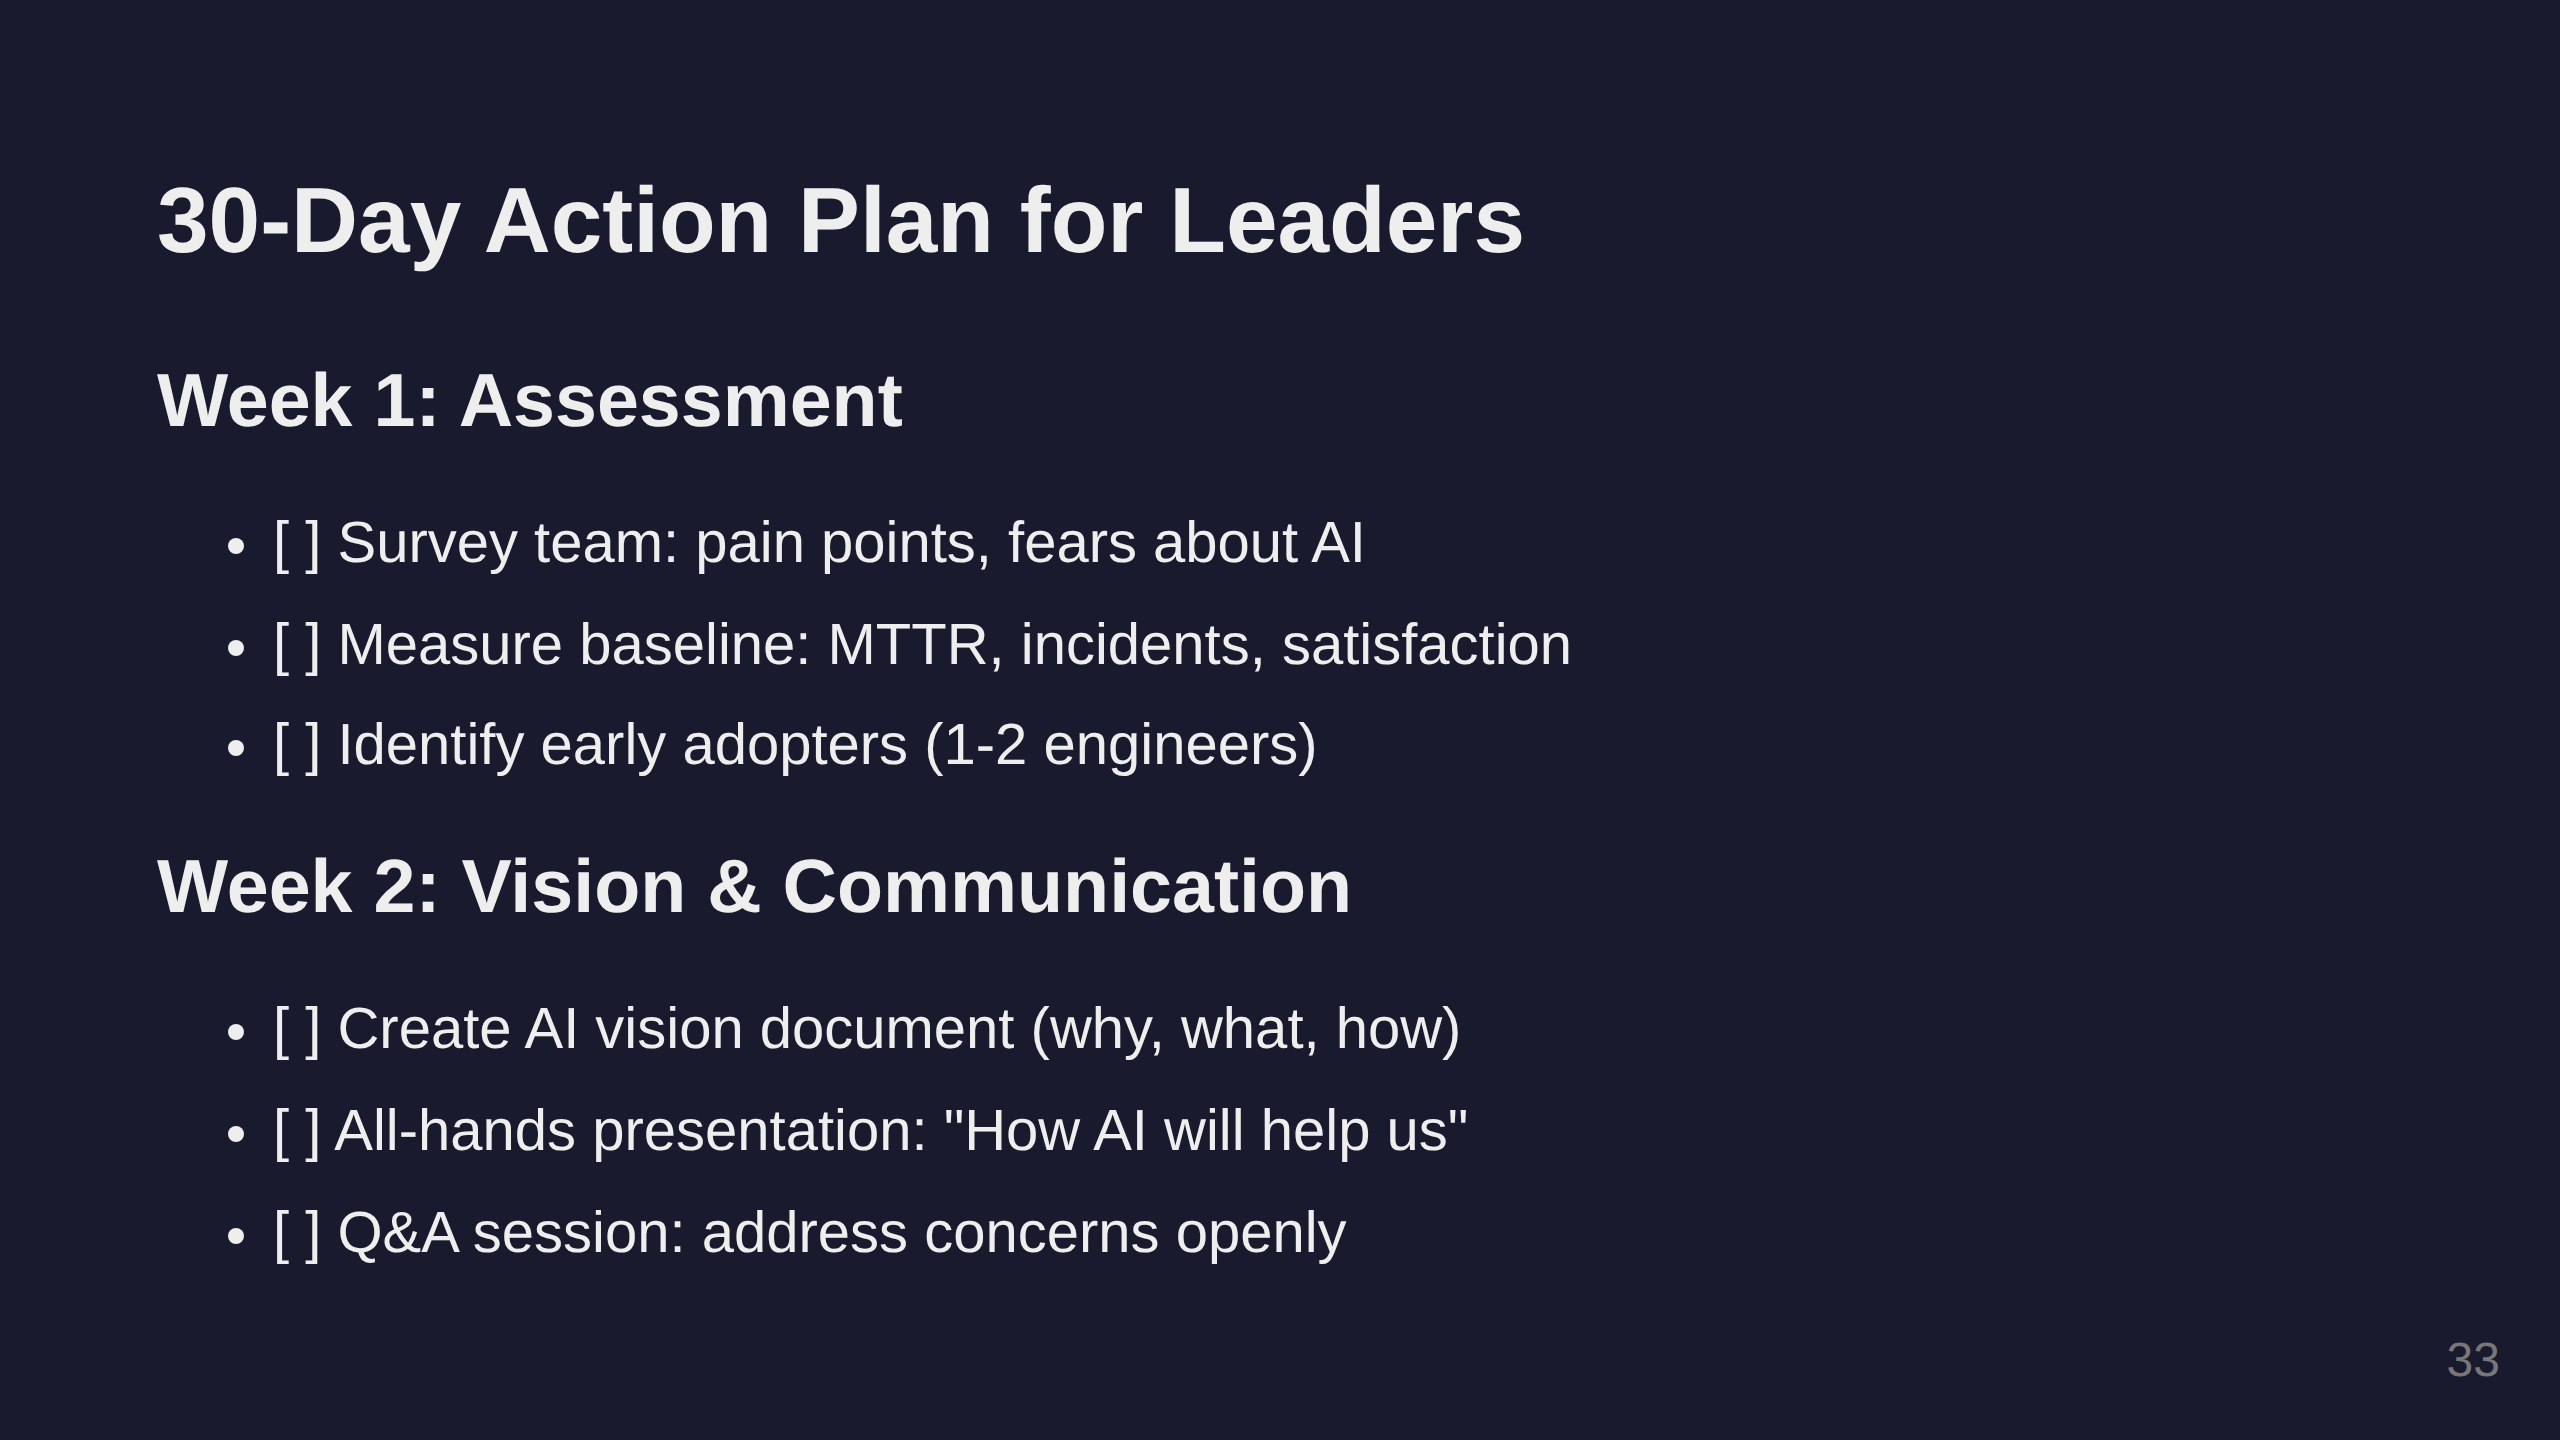 30-Day Action Plan for Leaders
Week 1: Assessment
• [ ] Survey team: pain points, fears about AI
• [ ] Measure baseline: MTTR, incidents, satisfaction
• [ ] Identify early adopters (1-2 engineers)
Week 2: Vision & Communication
• [ ] Create AI vision document (why, what, how)
• [ ] All-hands presentation: "How AI will help us"
• [ ] Q&A session: address concerns openly
33